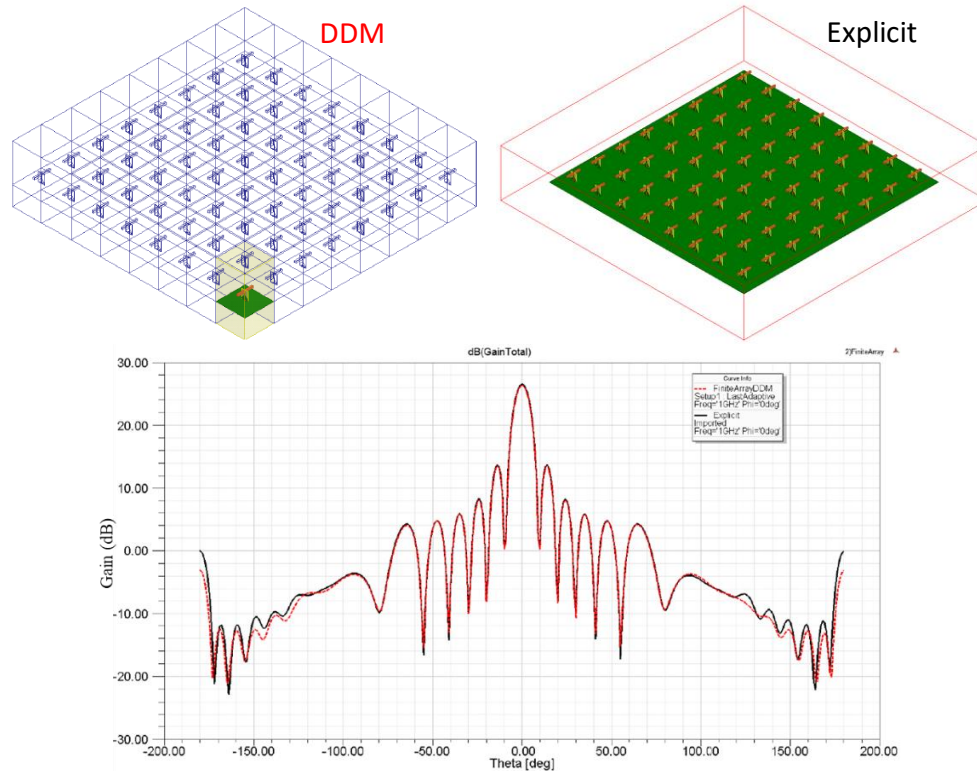 DDM
Explicit
dB(GainTotal)
2)FiniteArray
30.00
20.00
10.00
0.00
-10.00
-20.00
-30.00
Gain (dB)
Curve Info
FiniteArrayDDM
Setup1 : LastAdaptive
Freq='1GHz' Phi='0deg'
Explicit
Imported
Freq='1GHz' Phi='0deg'
-200.00
-150.00
-100.00
-50.00
0.00
50.00
100.00
150.00
200.00
Theta [deg]